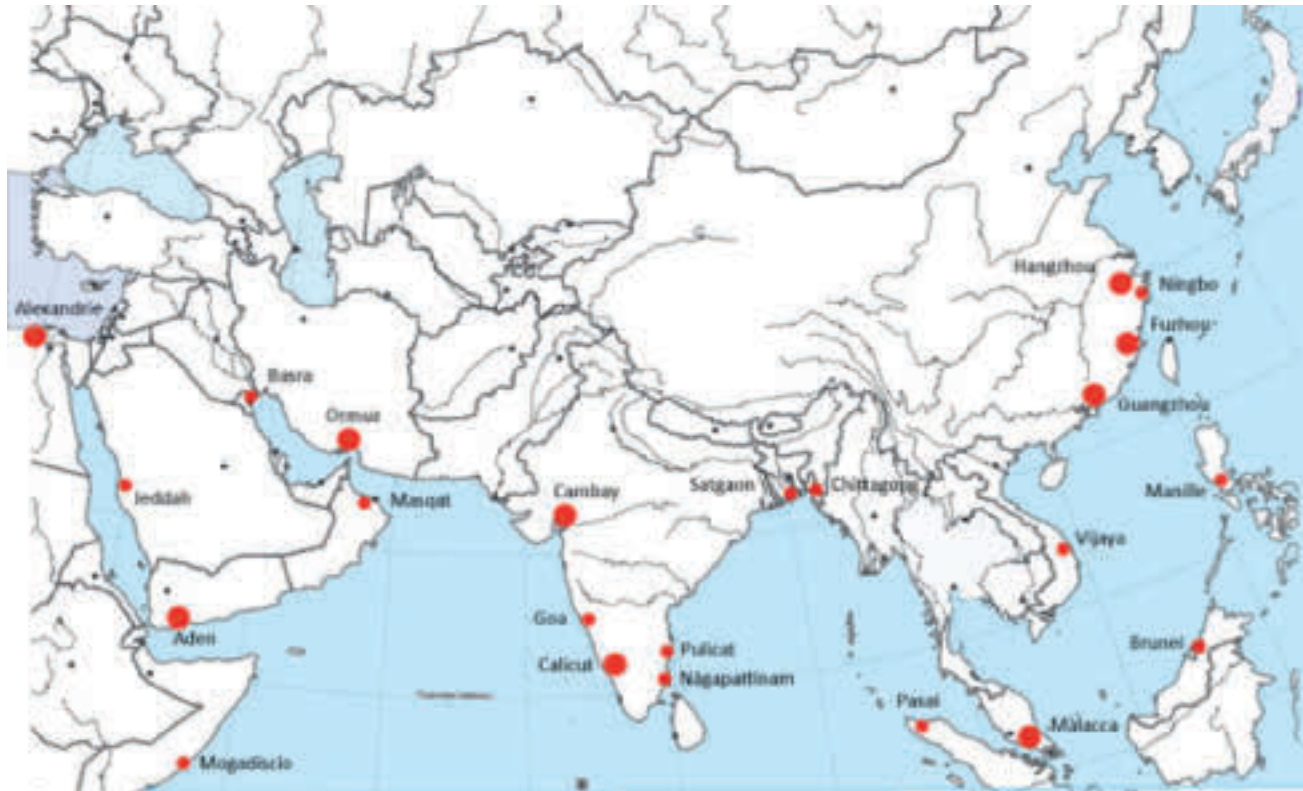 Hangzhou
Ningbo
Alexandrie
Fuzhou
Basra
Ormuz
Guangzhou
Jeddah
Masqat
Cambay
Satgaon
Chittagong
Manille
Vijaya
Goa
Aden
Pulicat
Brunei
Calicut
Nāgapattinam
Pasai
Malacca
Mogadiscio